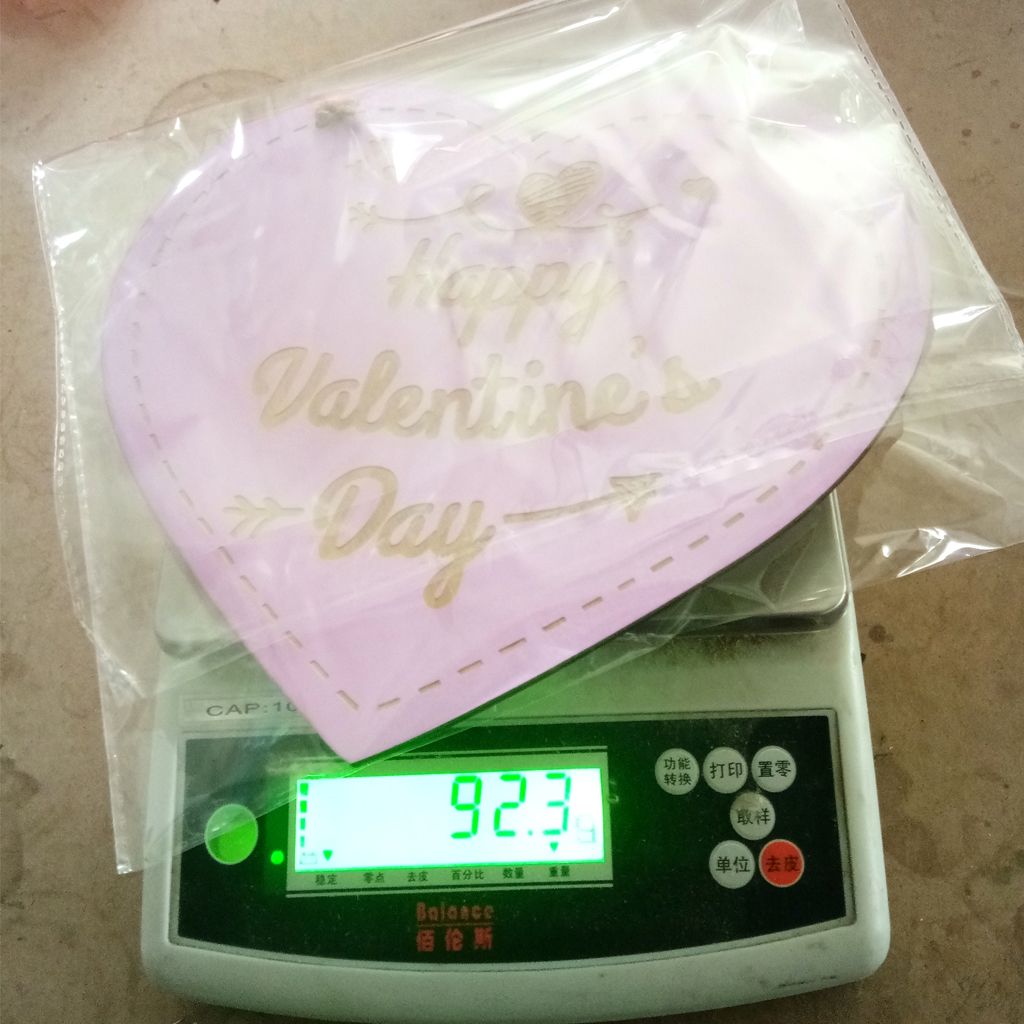 Happy
Valentine's
Day
CAP:10
92.3g
功能
转换
打印
置零
取样
单位
去皮
稳定 零点 去皮 百分比 数量 重量
Balance
佰伦斯